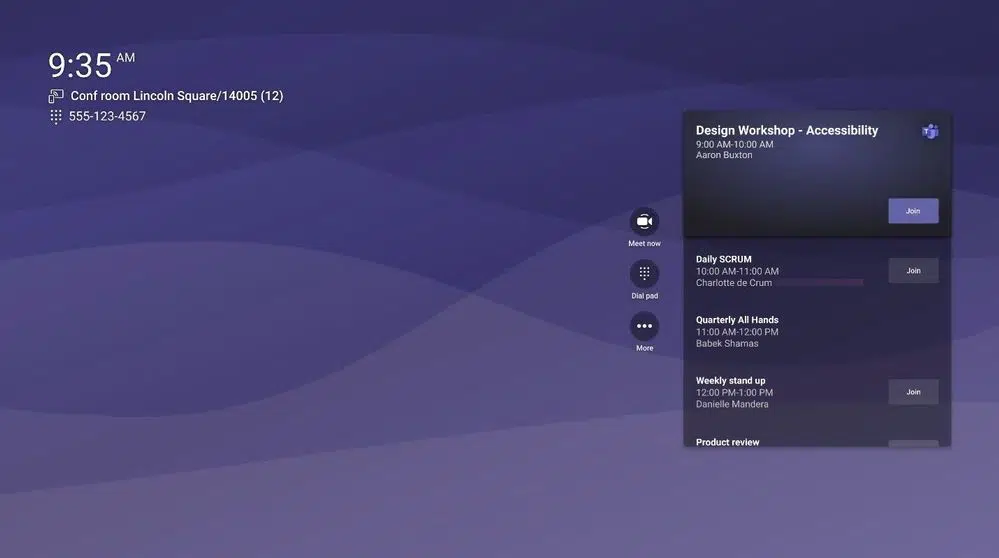 9:35 AM
Conf room Lincoln Square/14005 (12)
555-123-4567
Meet now
Dial pad
More
Design Workshop - Accessibility
9:00 AM-10:00 AM
Aaron Buxton
Join
Daily SCRUM
10:00 AM-11:00 AM
Charlotte de Crum
Join
Quarterly All Hands
11:00 AM-12:00 PM
Babek Shamas
Weekly stand up
12:00 PM-1:00 PM
Danielle Mandera
Join
Product review